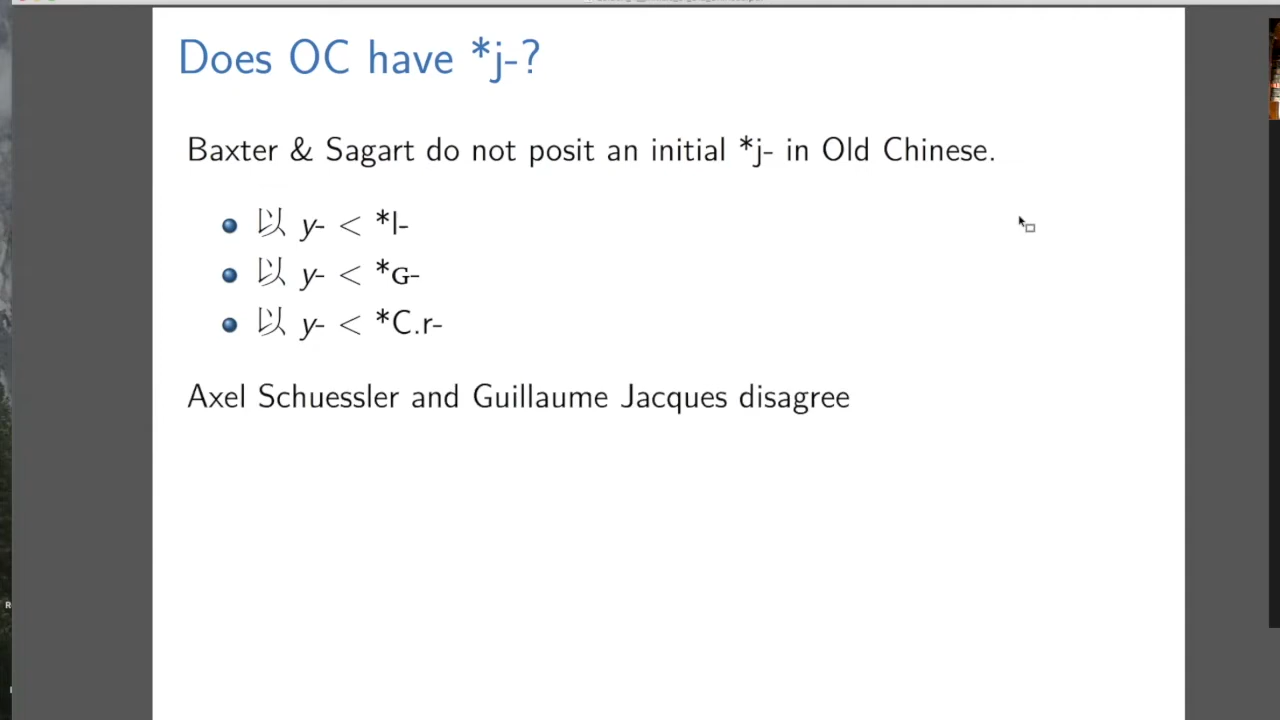 Does OC have *j-?
Baxter & Sagart do not posit an initial *j- in Old Chinese.
以 y- < *l-
以 y- < *ɢ-
以 y- < *C.r-
Axel Schuessler and Guillaume Jacques disagree